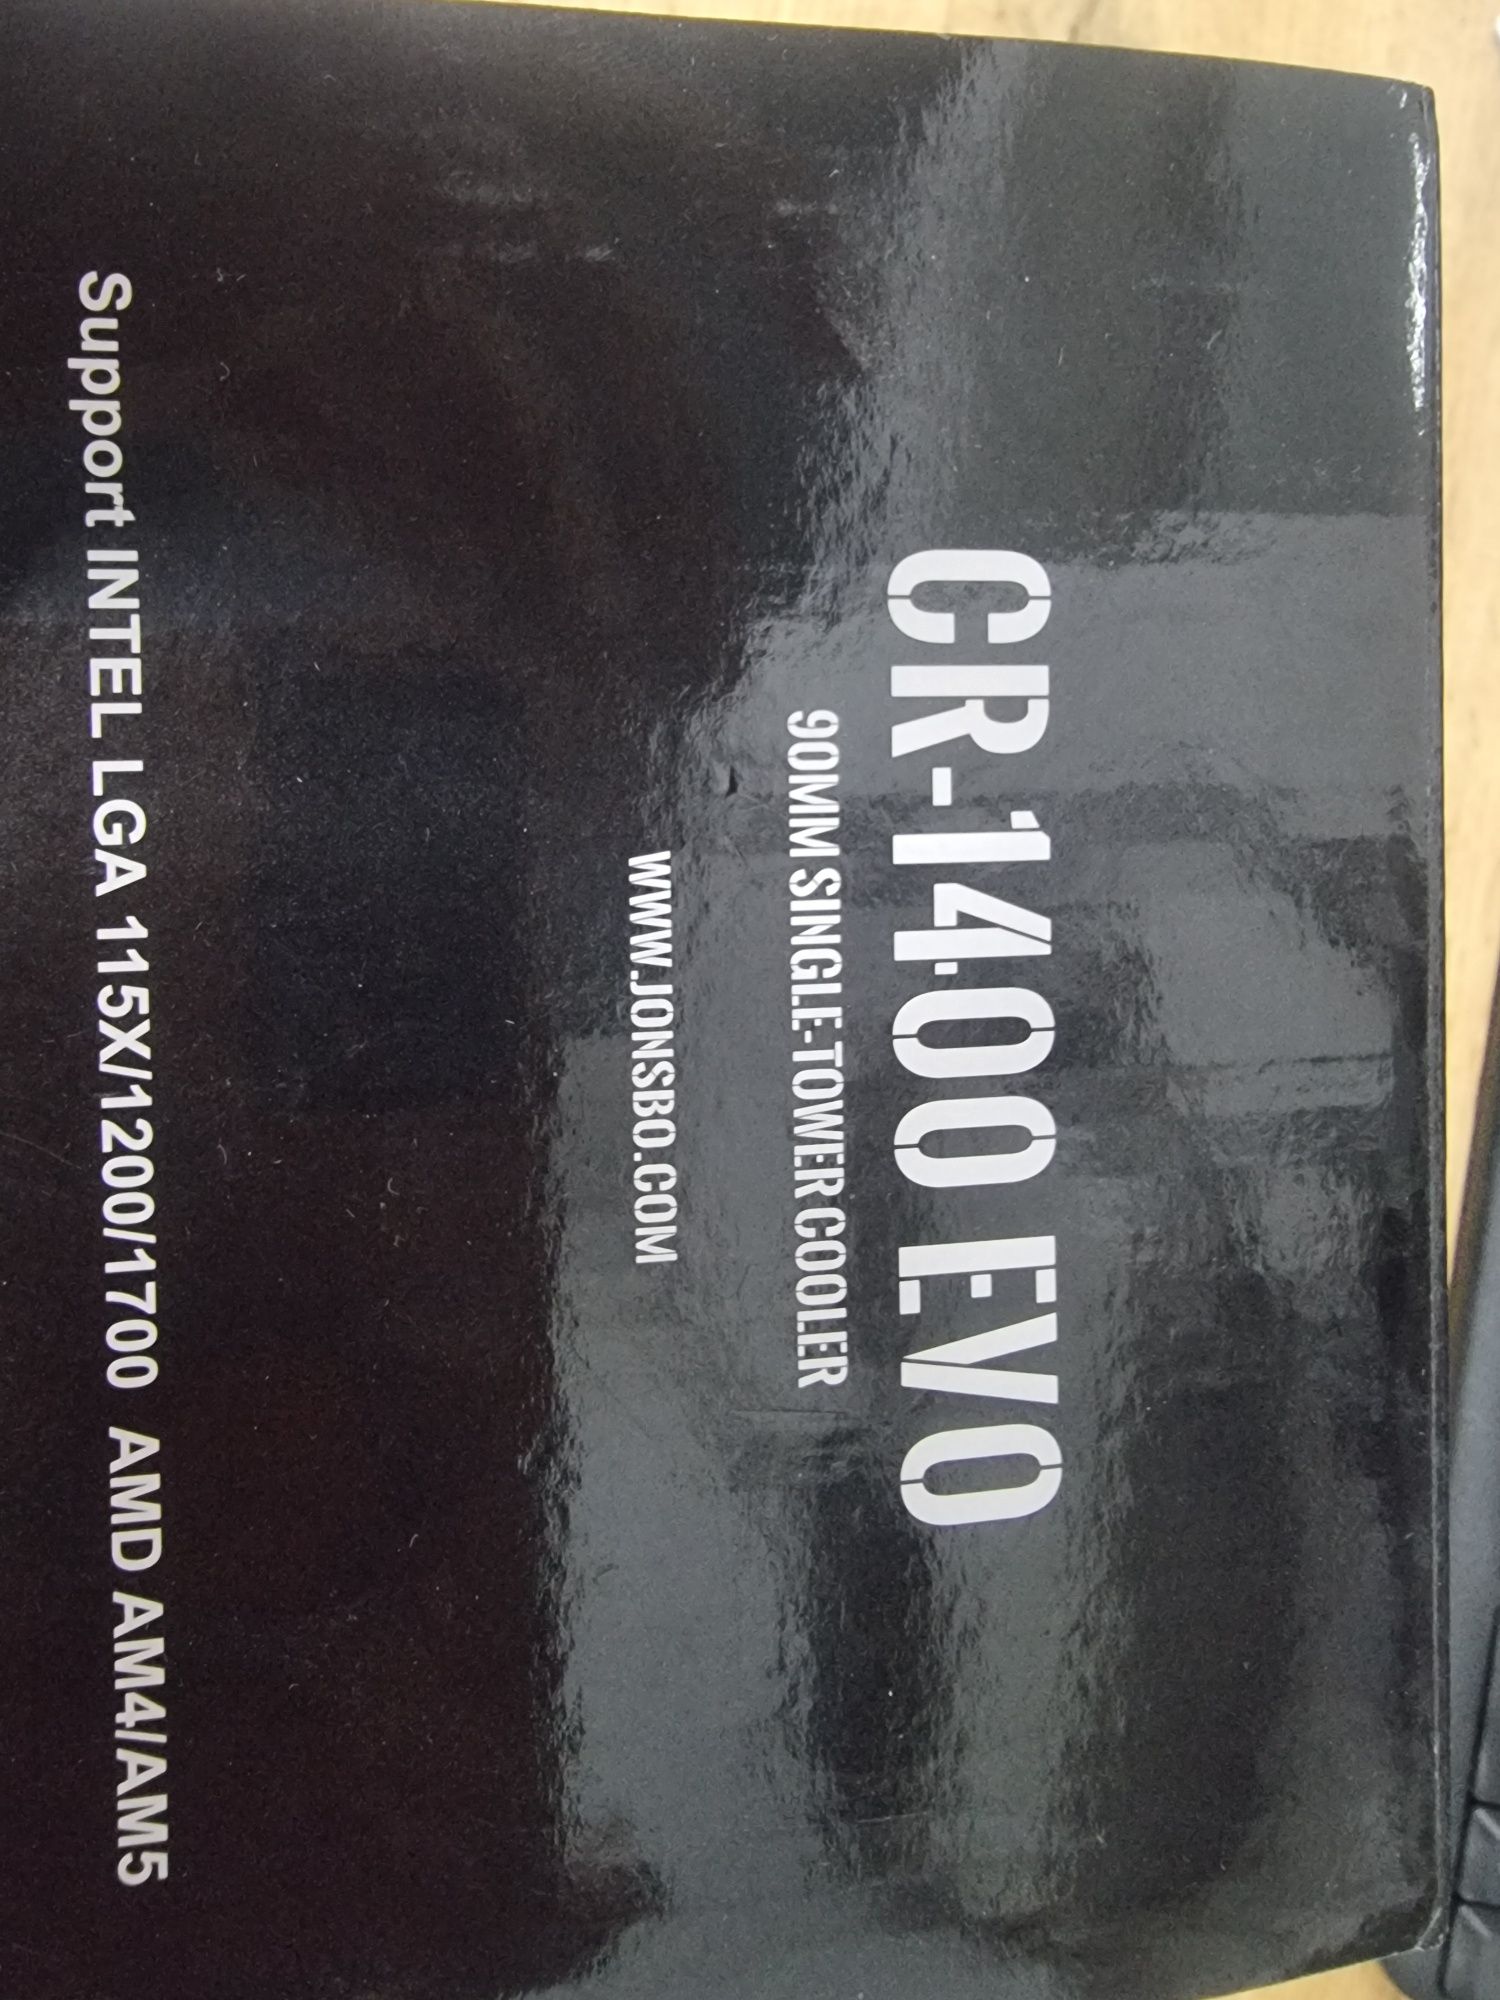 CR-1400 EVO
90MM SINGLE-TOWER COOLER
WWW.JONSBO.COM
Support INTEL LGA 115X/1200/1700 AMD AM4/AM5